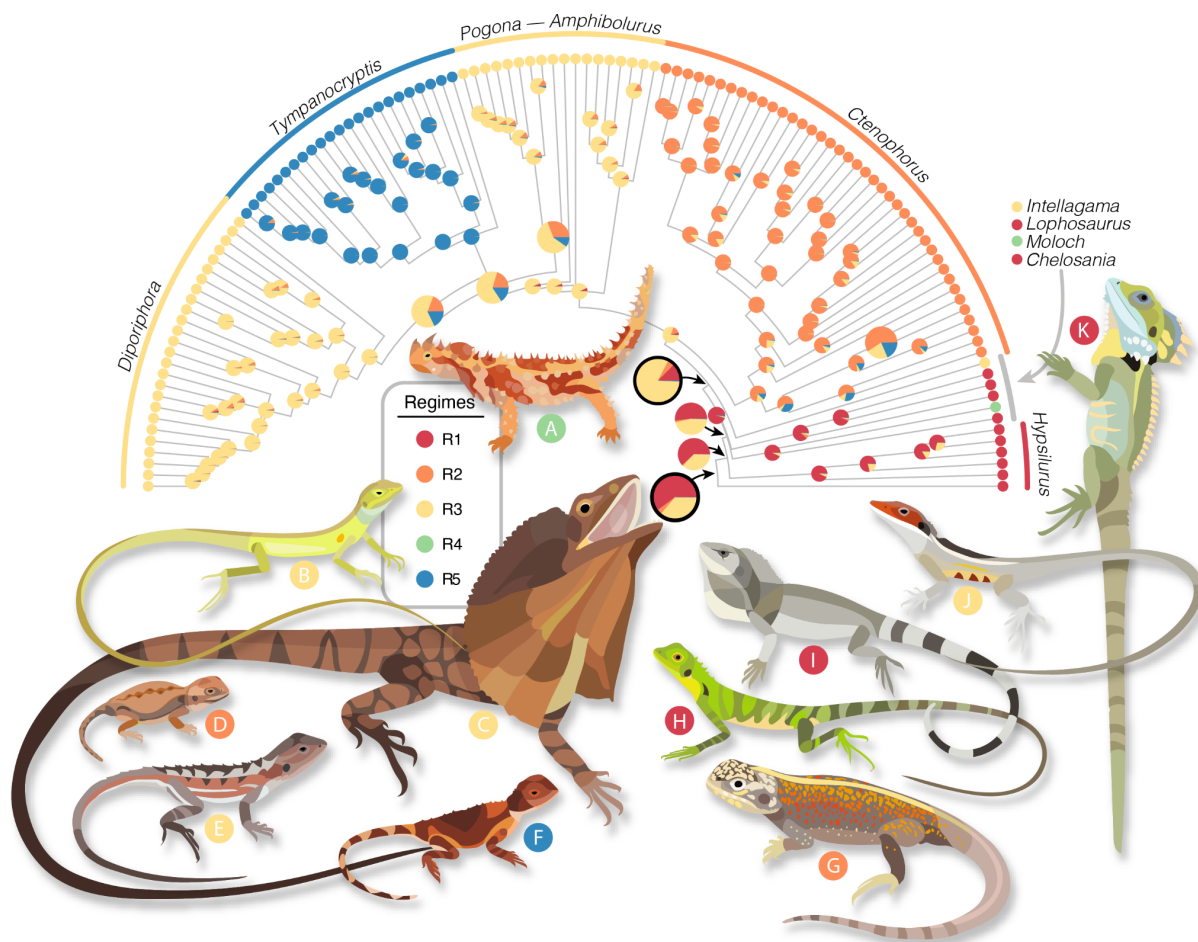 Pogona — Amphibolurus
Tympanocryptis
Ctenophorus
Diporiphora
Intellagama
Lophosaurus
Moloch
Chelosania
Hypsilurus
Regimes
R1
R2
R3
R4
R5
A
B
C
D
E
F
G
H
I
J
K